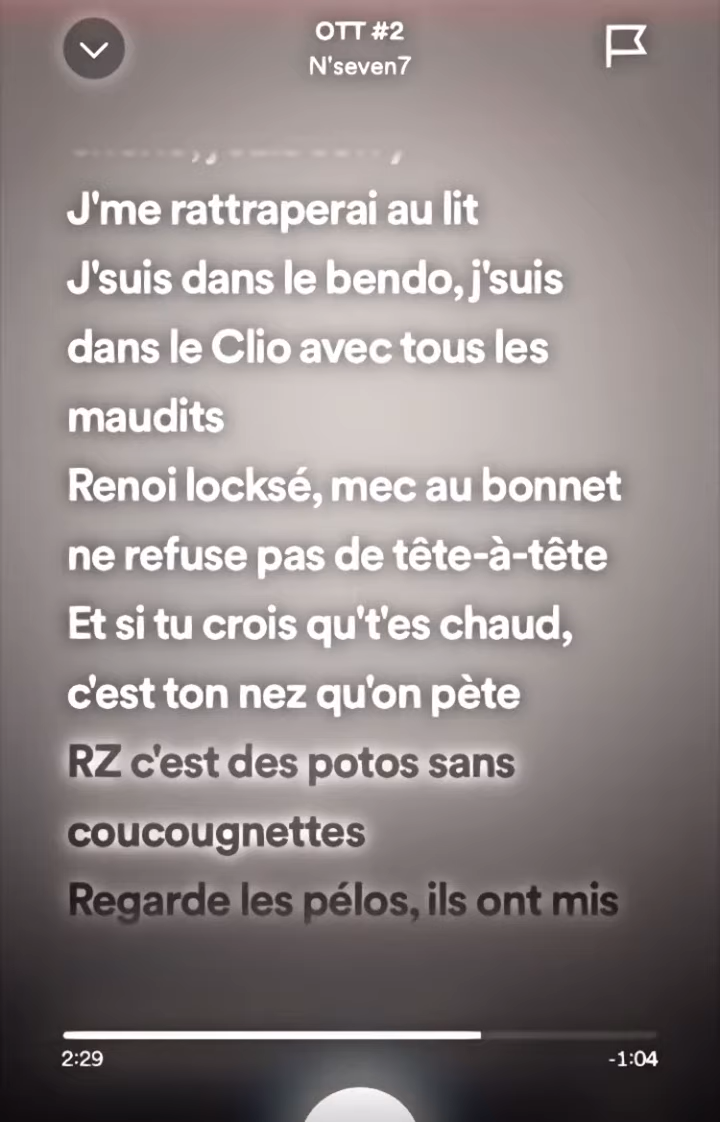 OTT #2
N'seven7
J'me rattraperai au lit
J'suis dans le bendo, j'suis
dans le Clio avec tous les
maudits
Renoi locksé, mec au bonnet
ne refuse pas de tête-à-tête
Et si tu crois qu't'es chaud,
c'est ton nez qu'on pète
RZ c'est des potos sans
coucougnettes
Regarde les pélos, ils ont mis
2:29
-1:04